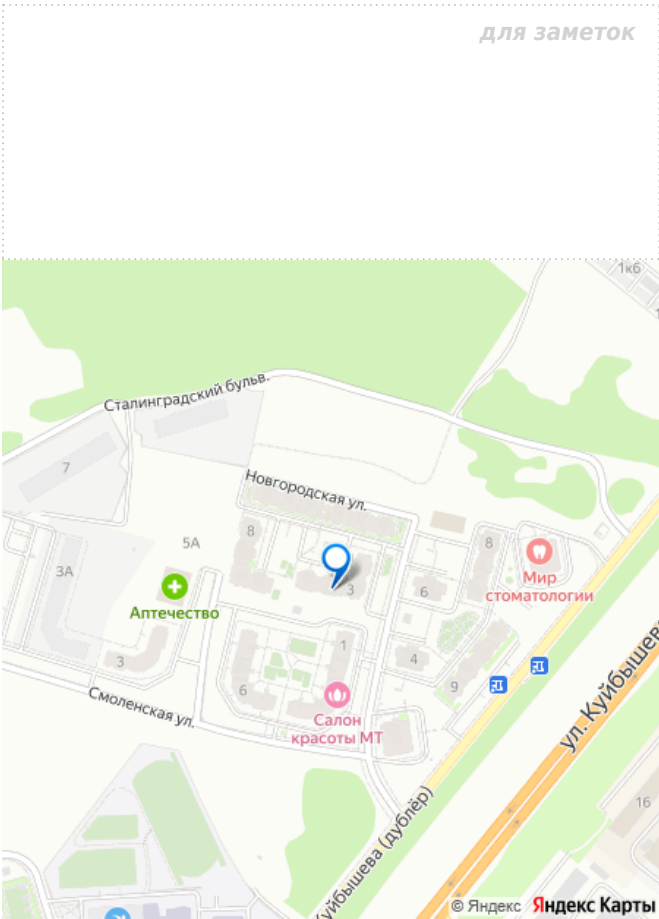 для заметок
1к6
Сталинградский бульв.
7
Новгородская ул.
8
5А
8
3А
3
6
Мир
стоматологии
Аптечество
1
3
4
6
9
Смоленская ул.
Салон
красоты МТ
ул. Куйбышева
16
Куйбышева (дублёр)
© Яндекс Яндекс Карты